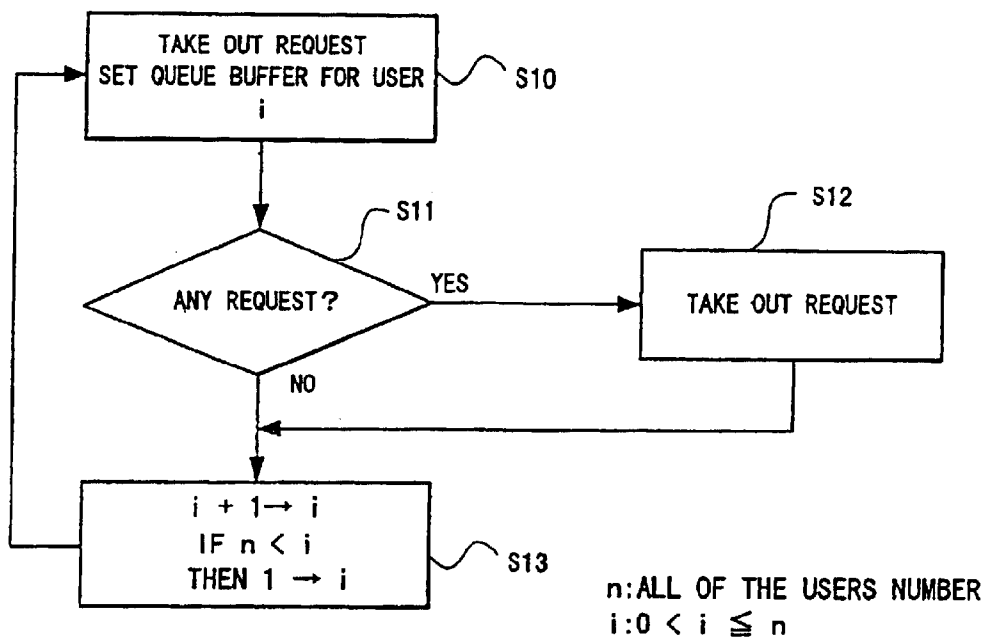 TAKE OUT REQUEST
SET QUEUE BUFFER FOR USER
i
S10
S11
ANY REQUEST?
YES
S12
TAKE OUT REQUEST
NO
i + 1→ i
IF n < i
THEN 1 → i
S13
n:ALL OF THE USERS NUMBER
i:0 < i ≦ n